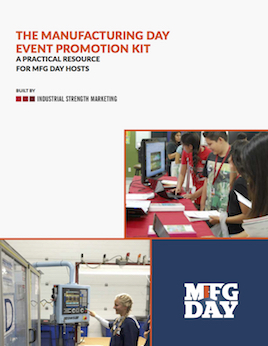 THE MANUFACTURING DAY
EVENT PROMOTION KIT
A PRACTICAL RESOURCE
FOR MFG DAY HOSTS
BUILT BY
INDUSTRIAL STRENGTH MARKETING
MFG
DAY